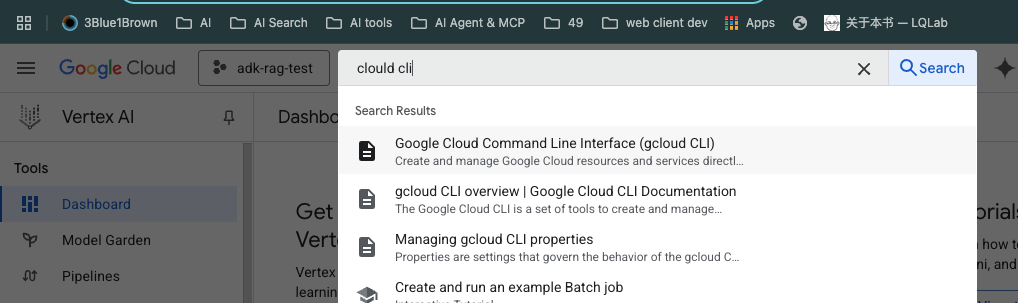 3Blue1Brown AI AI Search AI tools AI Agent & MCP 49 web client dev Apps 关于本书 — LQLab
Google Cloud adk-rag-test clould cli Search
Vertex AI Dashbo
Search Results
Tools
Google Cloud Command Line Interface (gcloud CLI)
Create and manage Google Cloud resources and services directl...
Dashboard
gcloud CLI overview | Google Cloud CLI Documentation
The Google Cloud CLI is a set of tools to create and manage...
Get
Verte
orials
Model Garden
Managing gcloud CLI properties
Properties are settings that govern the behavior of the gcloud C...
how to
Vertex
learning
ni, and
Pipelines
Create and run an example Batch job
Interactive Tutorial